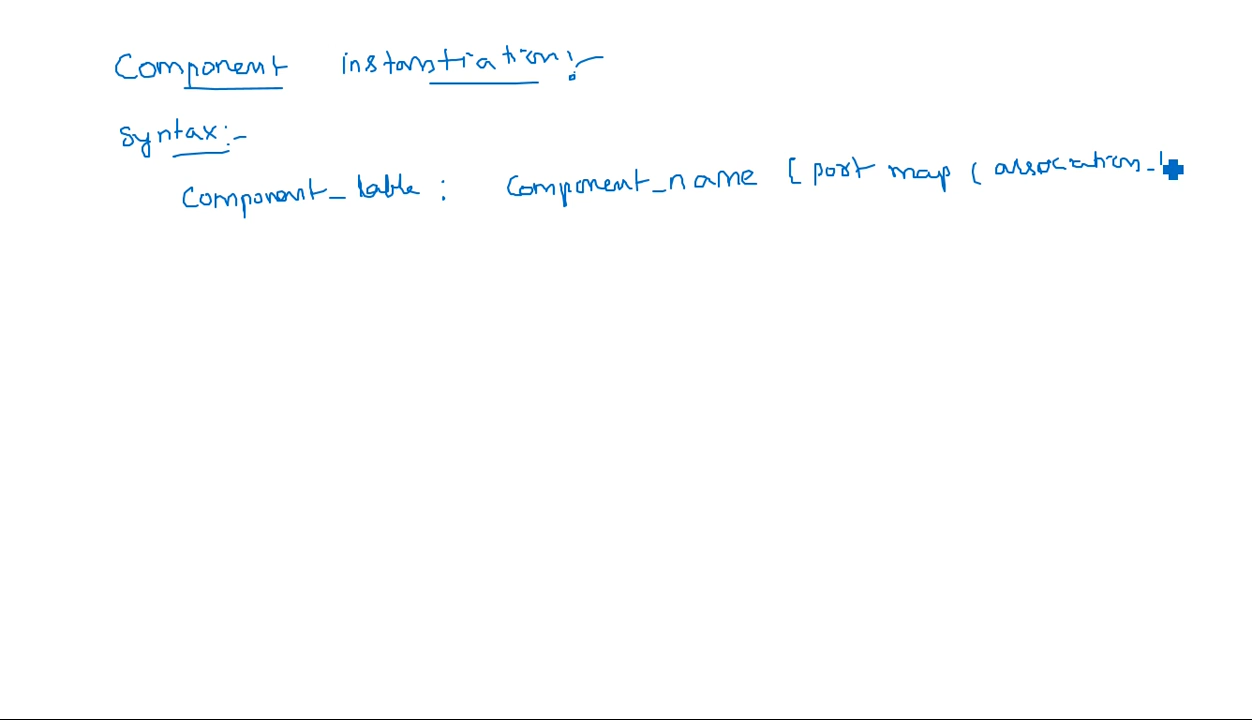 Component instantiation:-
Syntax:-
Component_lable : Component_name [ port map ( association_l